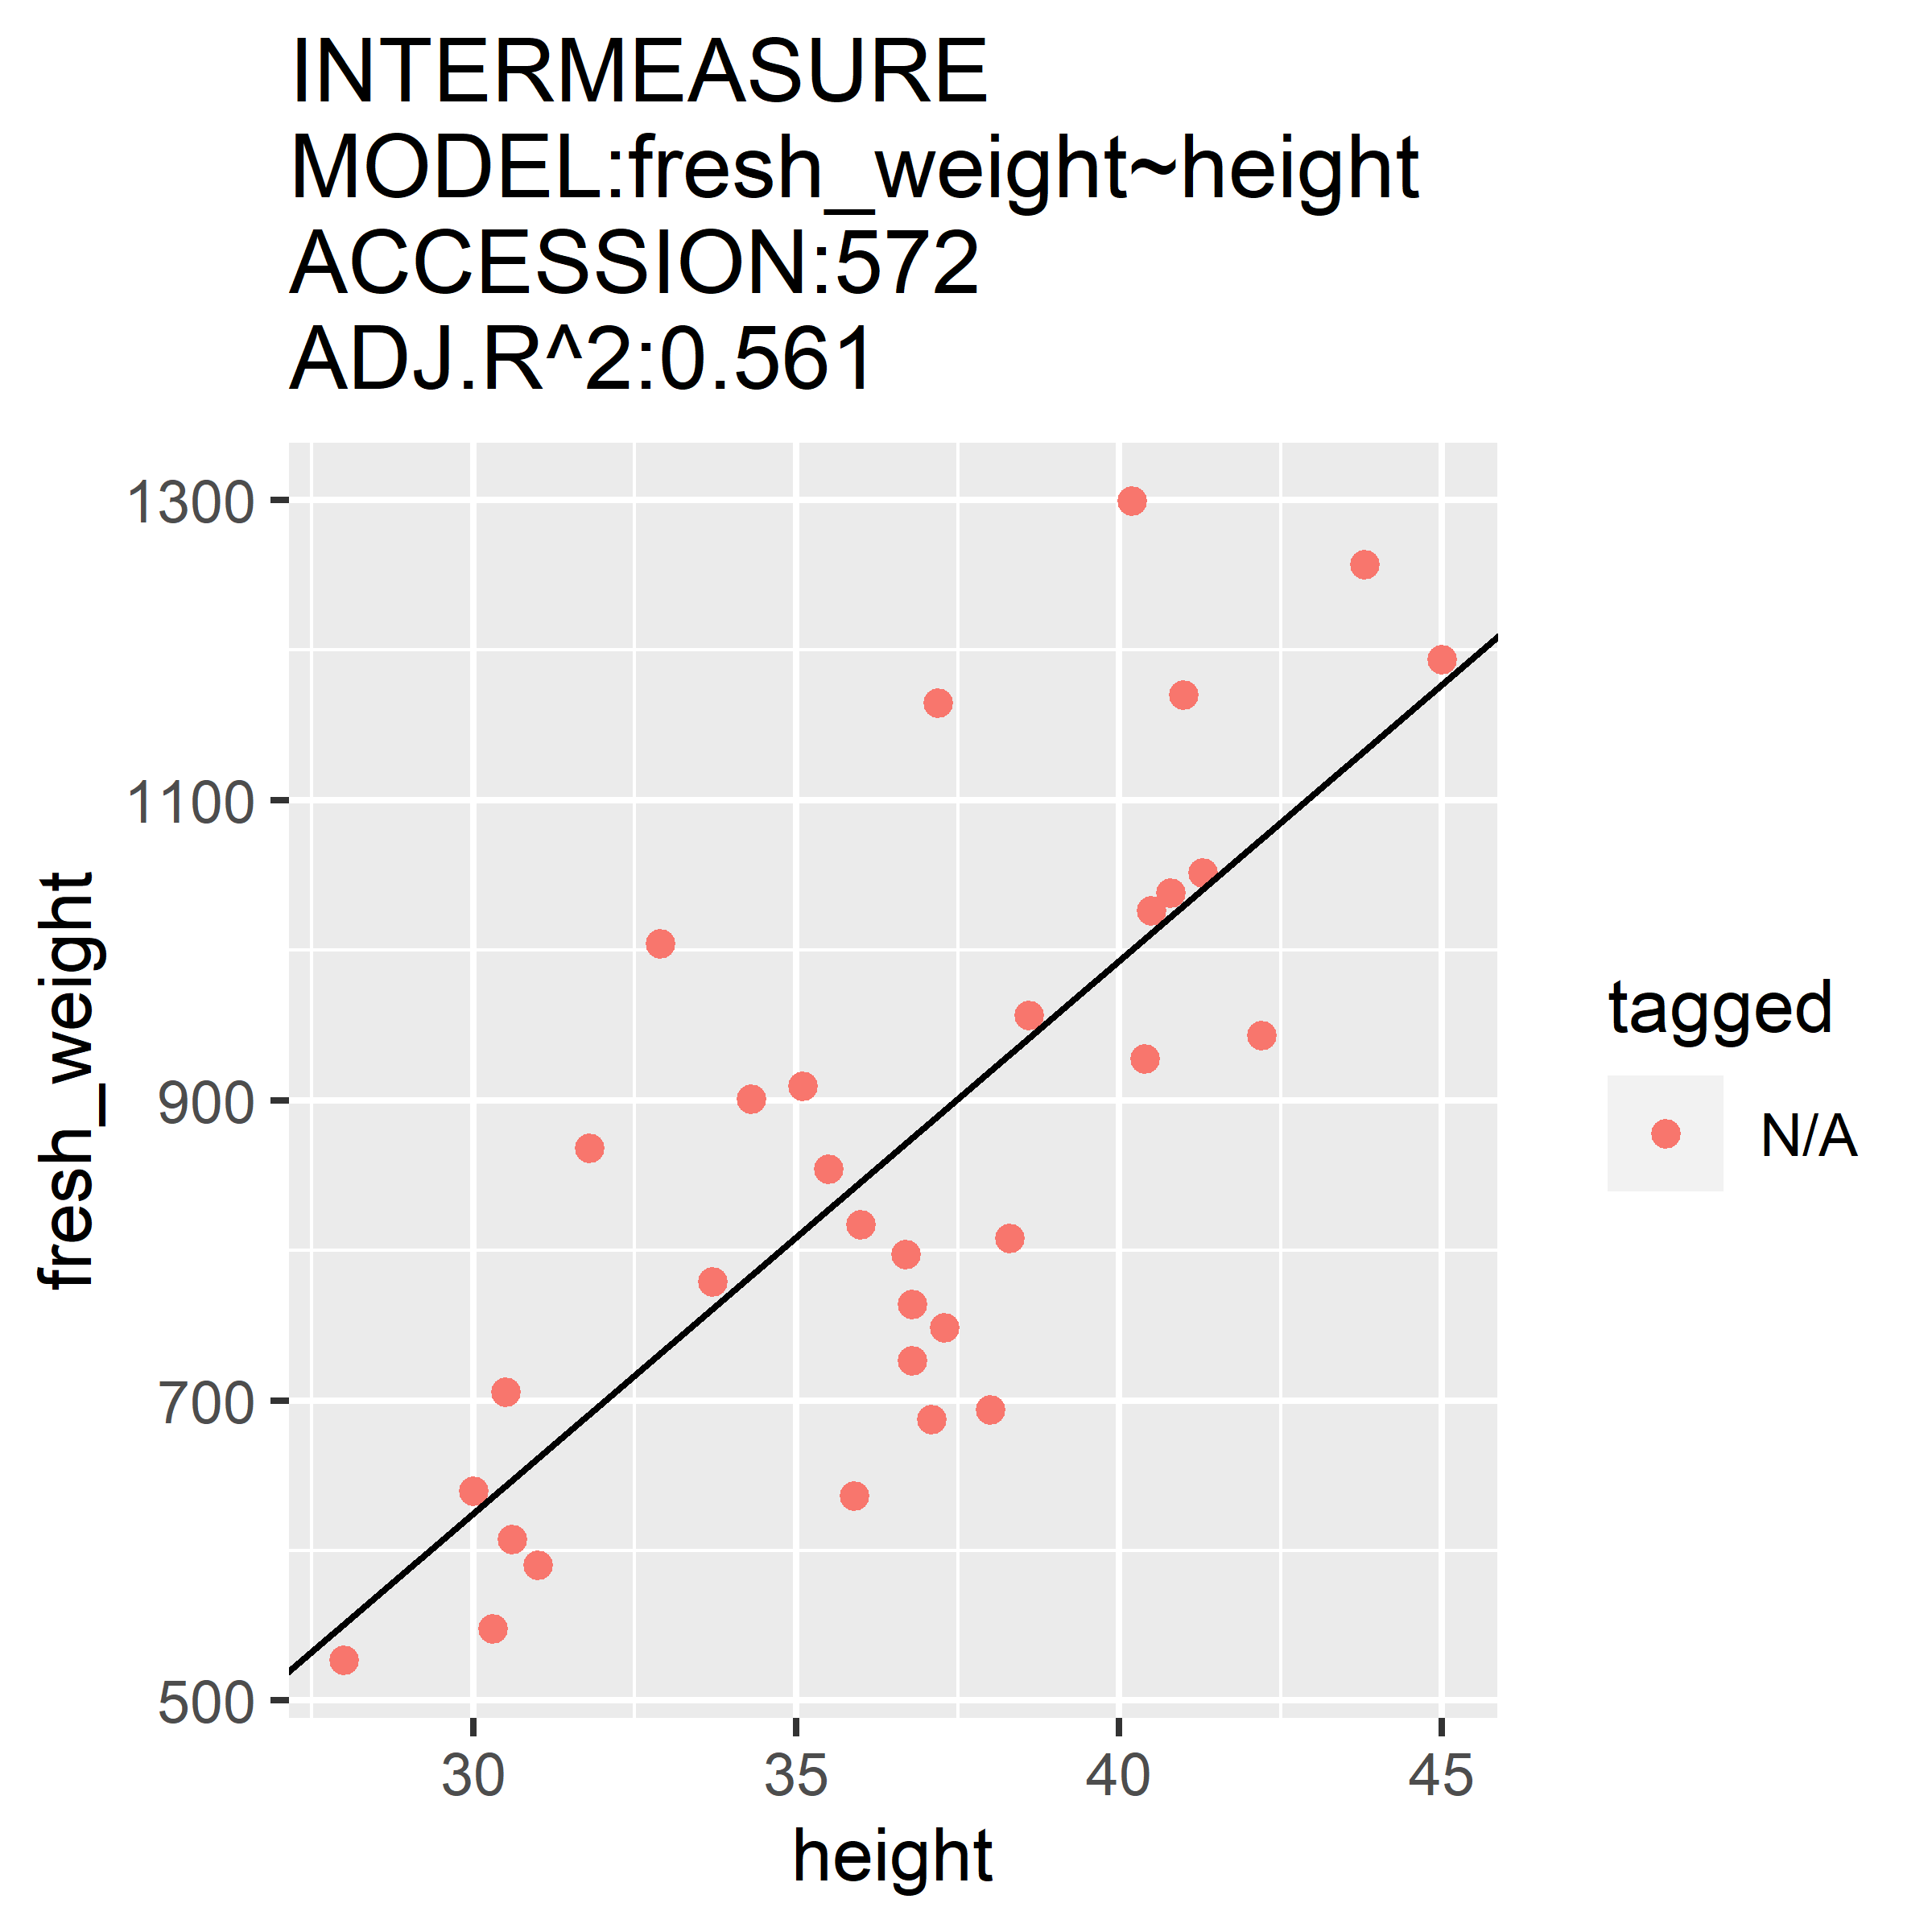 INTERMEASURE
MODEL:fresh_weight~height
ACCESSION:572
ADJ.R^2:0.561
1300
1100
900
700
500
fresh_weight
30 35 40 45
height
tagged
N/A